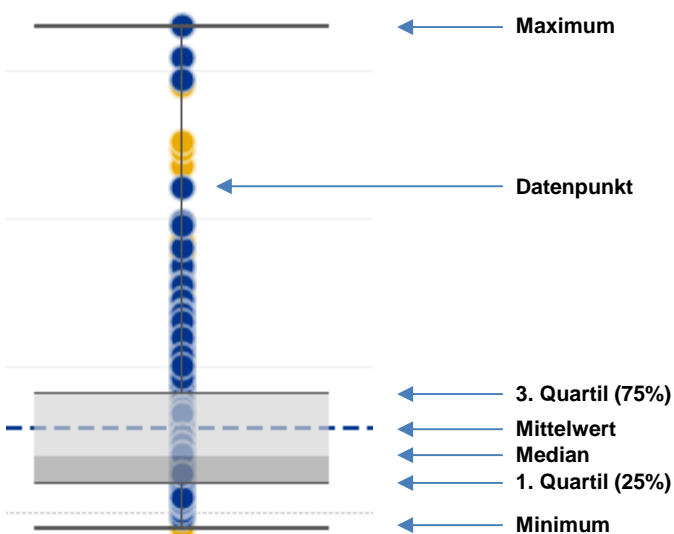 Maximum
Datenpunkt
3. Quartil (75%)
Mittelwert
Median
1. Quartil (25%)
Minimum